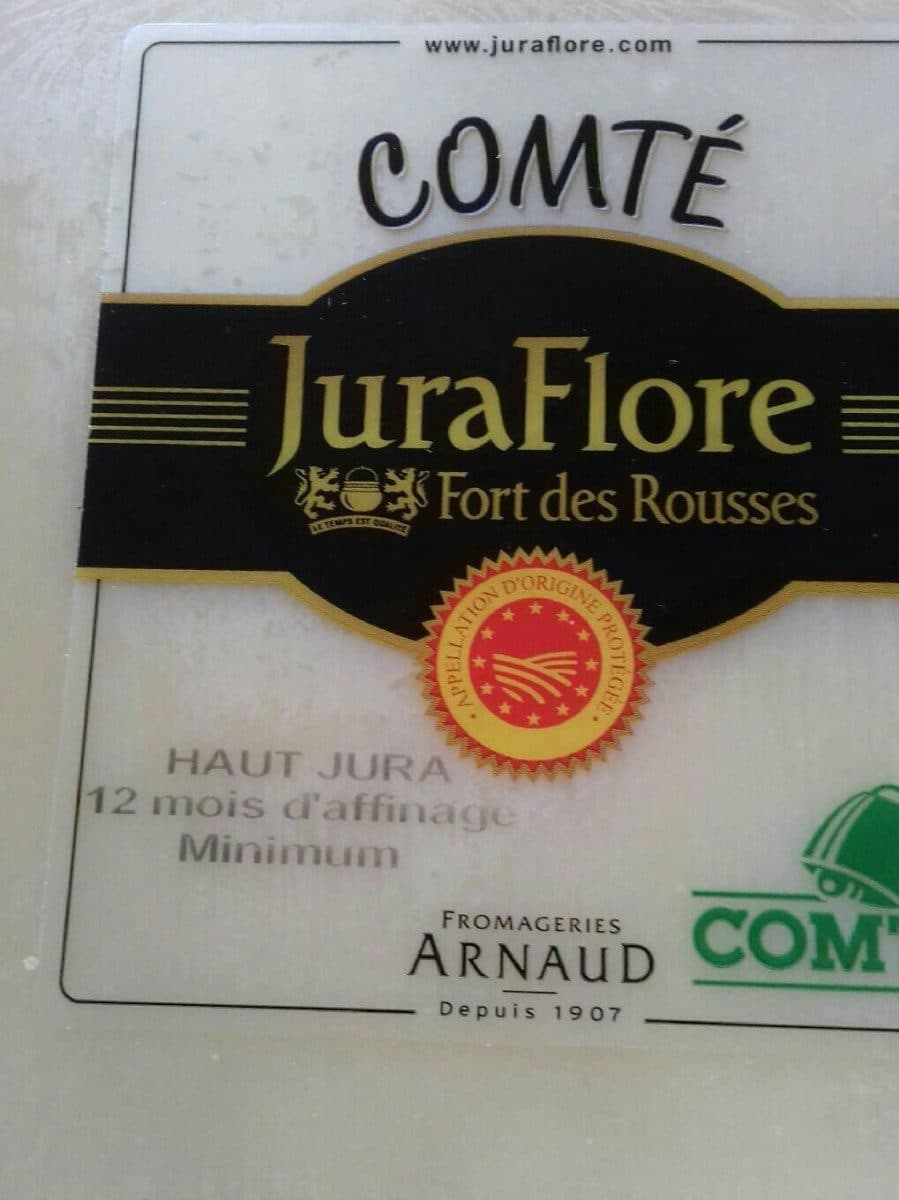 www.juraflore.com
COMTÉ
JuraFlore
LE TEMPS EST QUALITÉ
Fort des Rousses
• APPELLATION D'ORIGINE PROTÉGÉE •
HAUT JURA
12 mois d'affinage
Minimum
FROMAGERIES
ARNAUD
Depuis 1907
COMT